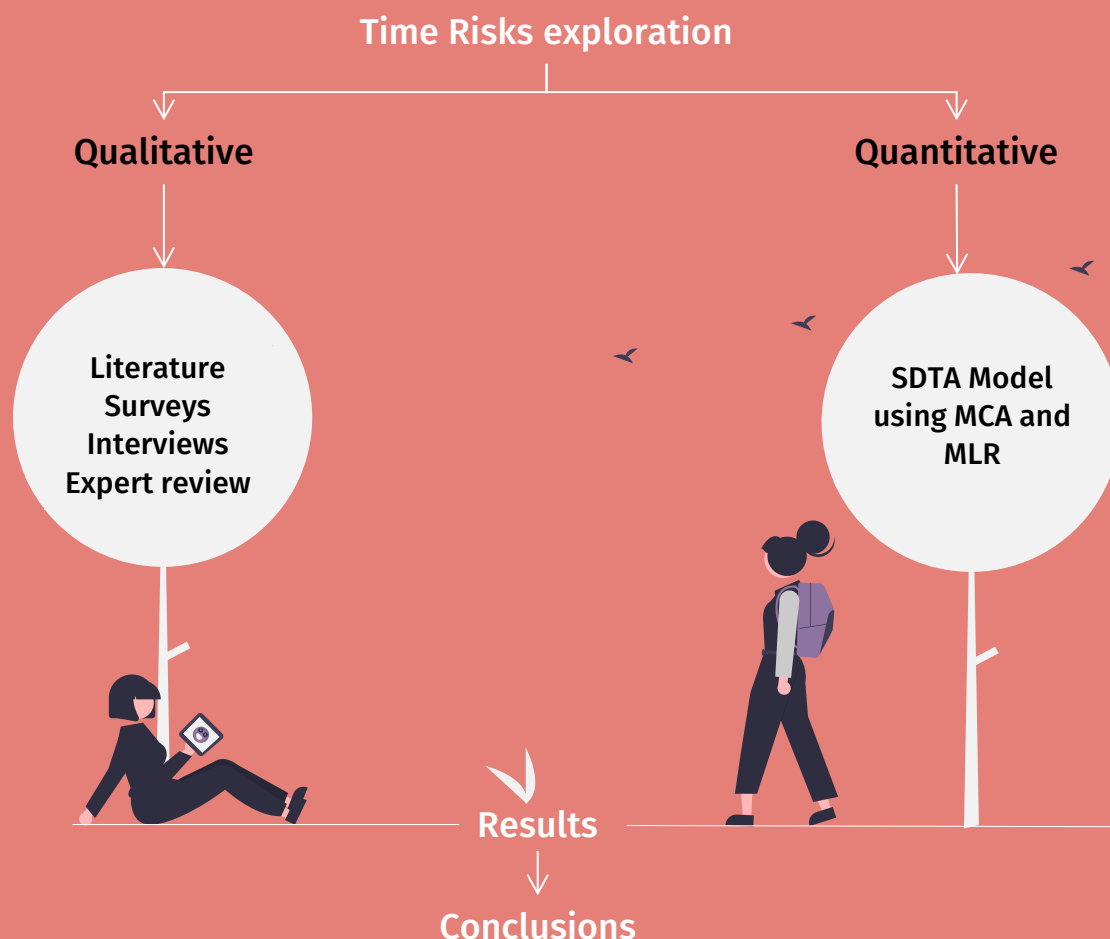 Time Risks exploration
Qualitative
Quantitative
Literature
Surveys
Interviews
Expert review
SDTA Model
using MCA and
MLR
Results
Conclusions